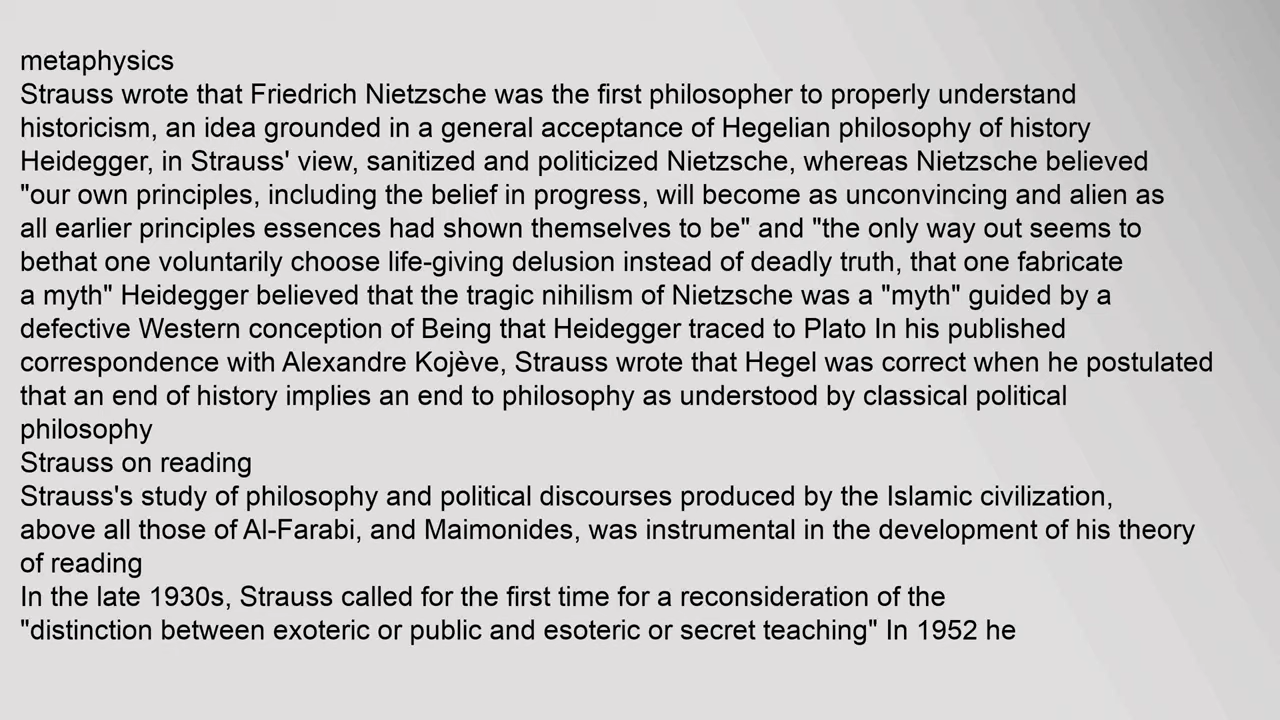 metaphysics
Strauss wrote that Friedrich Nietzsche was the first philosopher to properly understand
historicism, an idea grounded in a general acceptance of Hegelian philosophy of history
Heidegger, in Strauss' view, sanitized and politicized Nietzsche, whereas Nietzsche believed
"our own principles, including the belief in progress, will become as unconvincing and alien as
all earlier principles essences had shown themselves to be" and "the only way out seems to
bethat one voluntarily choose life-giving delusion instead of deadly truth, that one fabricate
a myth" Heidegger believed that the tragic nihilism of Nietzsche was a "myth" guided by a
defective Western conception of Being that Heidegger traced to Plato In his published
correspondence with Alexandre Kojève, Strauss wrote that Hegel was correct when he postulated
that an end of history implies an end to philosophy as understood by classical political
philosophy
Strauss on reading
Strauss's study of philosophy and political discourses produced by the Islamic civilization,
above all those of Al-Farabi, and Maimonides, was instrumental in the development of his theory
of reading
In the late 1930s, Strauss called for the first time for a reconsideration of the
"distinction between exoteric or public and esoteric or secret teaching" In 1952 he